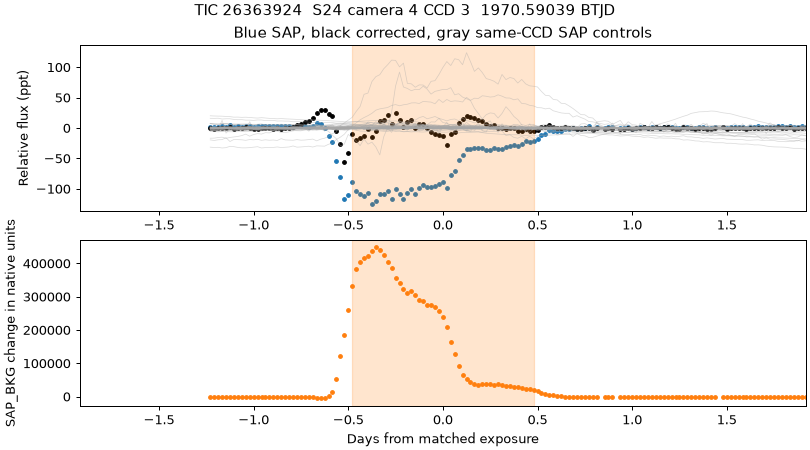 TIC 26363924  S24 camera 4 CCD 3  1970.59039 BTJD
Blue SAP, black corrected, gray same-CCD SAP controls
Relative flux (ppt)
100
50
0
−50
−100
−1.5 −1.0 −0.5 0.0 0.5 1.0 1.5
SAP_BKG change in native units
400000
300000
200000
100000
0
−1.5 −1.0 −0.5 0.0 0.5 1.0 1.5
Days from matched exposure